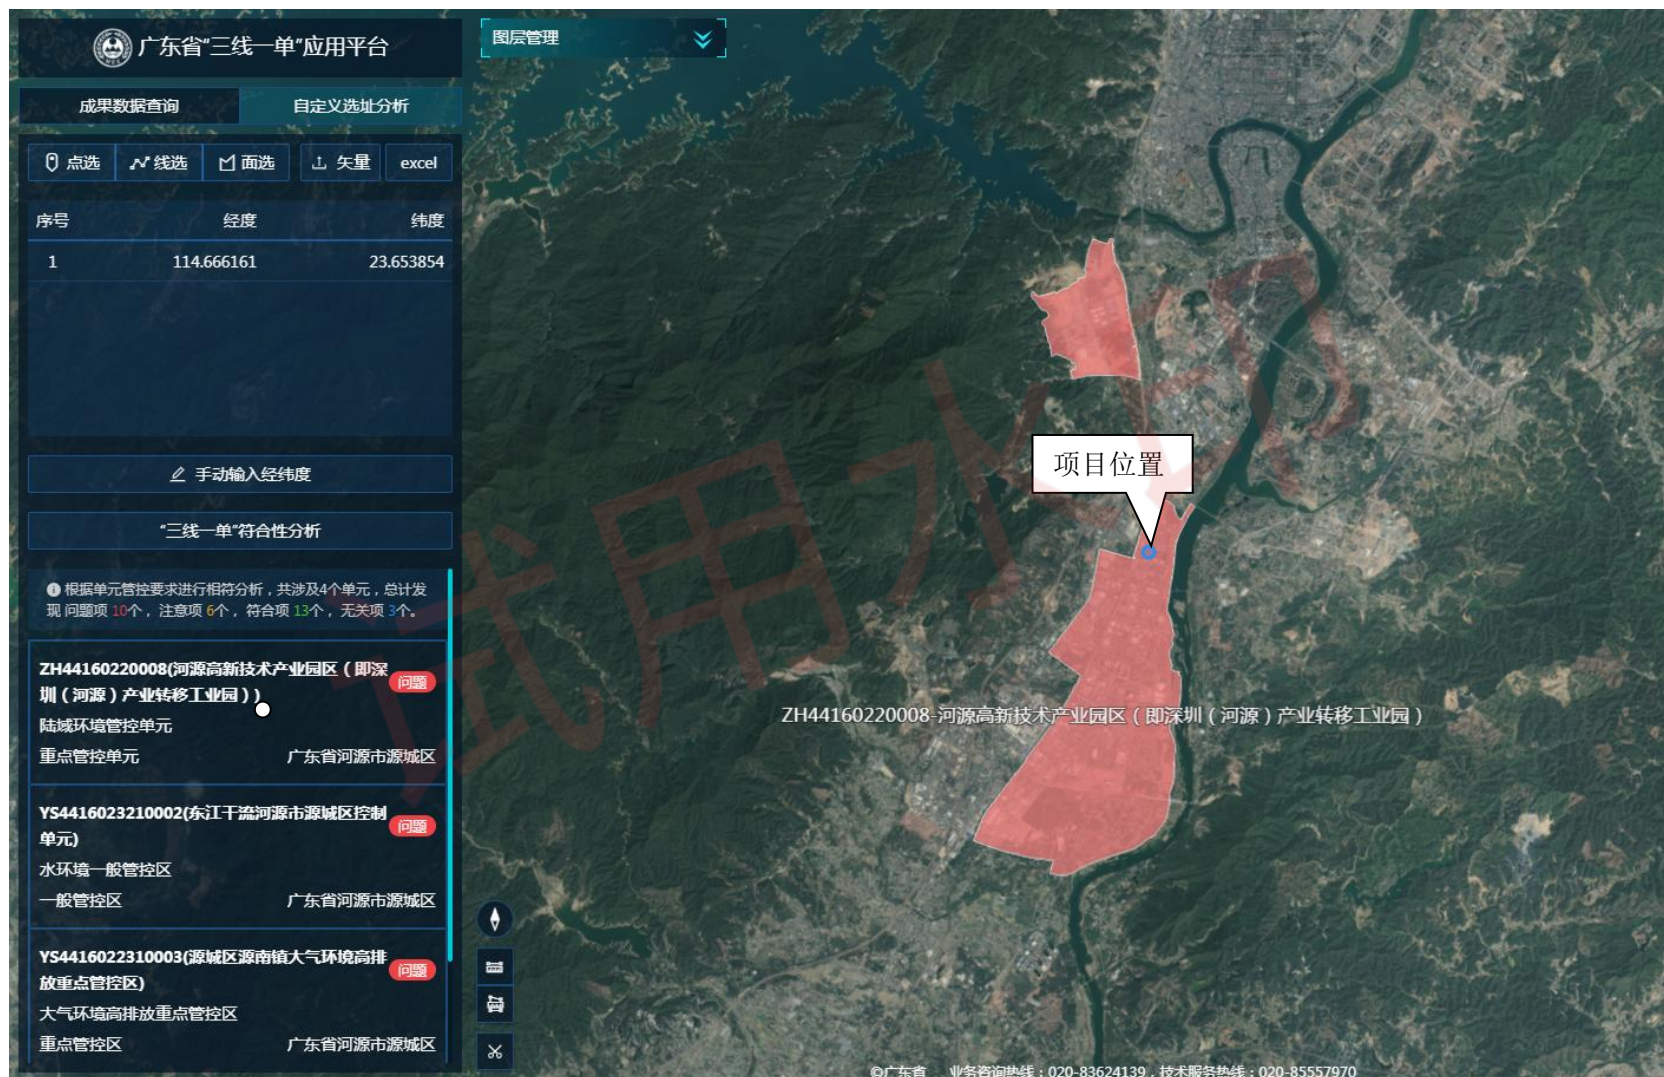 广东省“三线一单”应用平台
图层管理
成果数据查询
自定义选址分析
点选
线选
面选
矢量
excel
序号 经度 纬度
1 114.666161 23.653854
手动输入经纬度
“三线一单”符合性分析
根据单元管控要求进行相符分析，共涉及4个单元，总计发
现 问题项 10个，注意项 6个，符合项 13个，无关项 3个。
ZH44160220008(河源高新技术产业园区（即深
圳（河源）产业转移工业园）)
问题
陆域环境管控单元
重点管控单元 广东省河源市源城区
YS4416023210002(东江干流河源市源城区控制
单元)
问题
水环境一般管控区
一般管控区 广东省河源市源城区
YS4416022310003(源城区源南镇大气环境高排
放重点管控区)
问题
大气环境高排放重点管控区
重点管控区 广东省河源市源城区
项目位置
ZH44160220008-河源高新技术产业园区（即深圳（河源）产业转移工业园）
试用水印
©广东省 业务咨询热线：020-83624139，技术服务热线：020-85557970